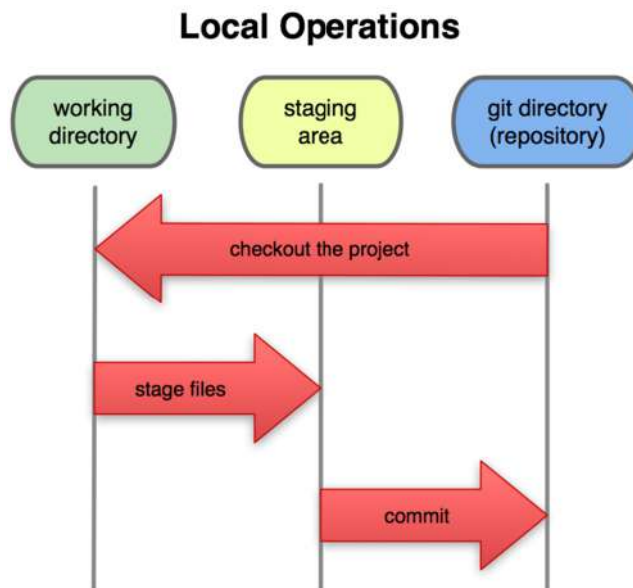 Local Operations
working
directory
staging
area
git directory
(repository)
checkout the project
stage files
commit